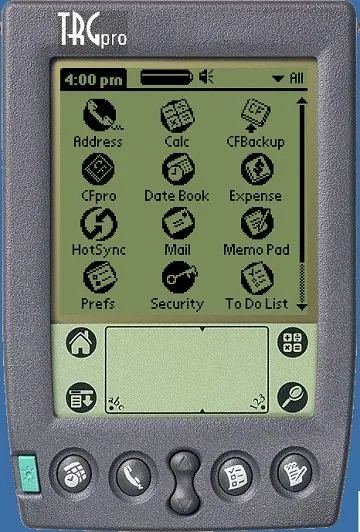 TRGpro
4:00 pm
All
Address Calc CFBackup
CFpro Date Book Expense
HotSync Mail Memo Pad
Prefs Security To Do List
abc 123